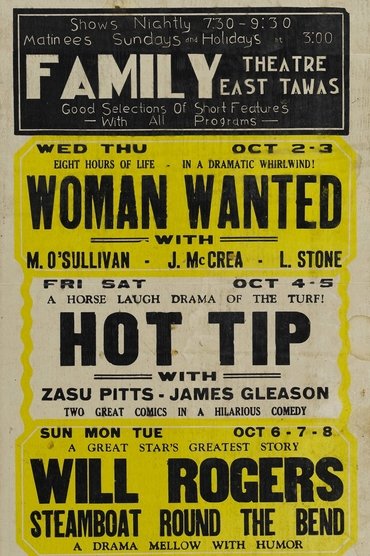 Shows Nightly 7:30-9:30
Matinees Sundays and Holidays at 3:00
FAMILY THEATRE
EAST TAWAS
Good Selections Of Short Features
— With All Programs —
WED THU OCT 2-3
EIGHT HOURS OF LIFE - IN A DRAMATIC WHIRLWIND!
WOMAN WANTED
WITH
M. O'SULLIVAN - J. McCREA - L. STONE
FRI SAT OCT 4-5
A HORSE LAUGH DRAMA OF THE TURF!
HOT TIP
WITH
ZASU PITTS - JAMES GLEASON
TWO GREAT COMICS IN A HILARIOUS COMEDY
SUN MON TUE OCT 6-7-8
A GREAT STAR'S GREATEST STORY
WILL ROGERS
STEAMBOAT ROUND THE BEND
A DRAMA MELLOW WITH HUMOR